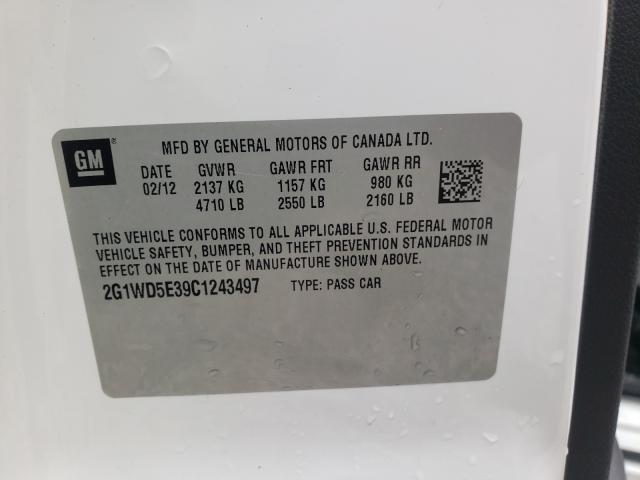 GM ®
MFD BY GENERAL MOTORS OF CANADA LTD.
DATE GVWR GAWR FRT GAWR RR
02/12 2137 KG 1157 KG 980 KG
4710 LB 2550 LB 2160 LB
THIS VEHICLE CONFORMS TO ALL APPLICABLE U.S. FEDERAL MOTOR
VEHICLE SAFETY, BUMPER, AND THEFT PREVENTION STANDARDS IN
EFFECT ON THE DATE OF MANUFACTURE SHOWN ABOVE.
2G1WD5E39C1243497 TYPE: PASS CAR